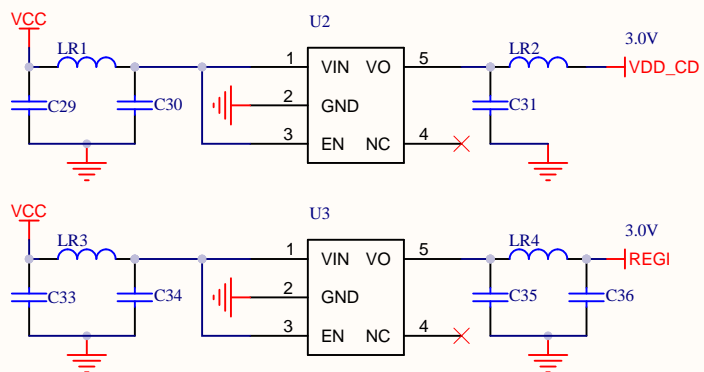 VCC
LR1
C29
C30
U2
1
2
3
VIN
GND
EN
VO
NC
5
4
LR2
C31
3.0V
VDD_CD
VCC
LR3
C33
C34
U3
1
2
3
VIN
GND
EN
VO
NC
5
4
LR4
C35
C36
3.0V
REGI